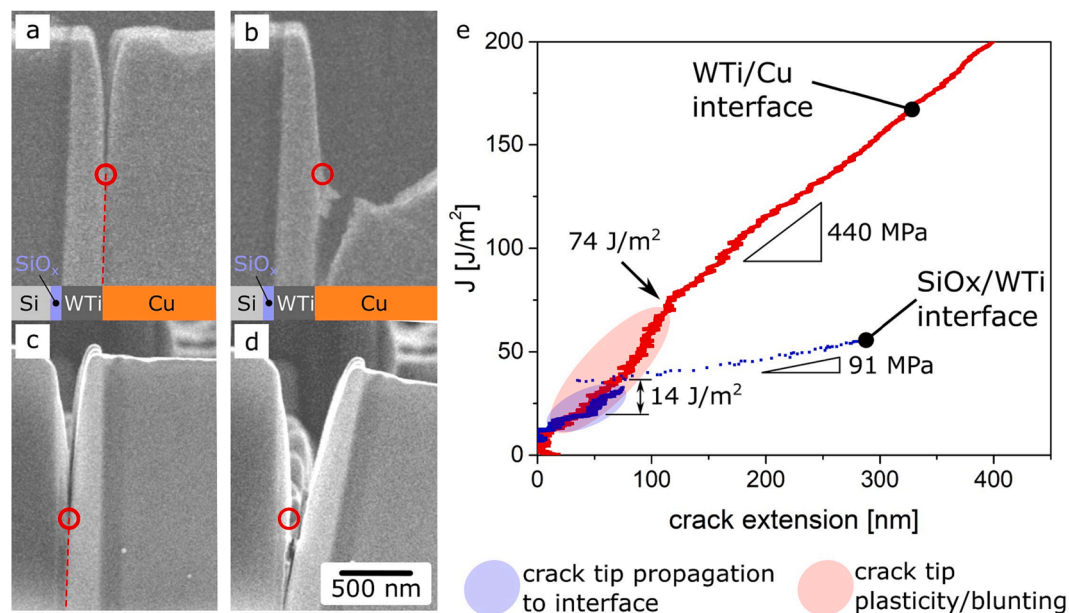 a
b
SiOₓ
SiOₓ
Si
WTi
Cu
Si
WTi
Cu
c
d
500 nm
e
200
150
100
50
0
J [J/m²]
WTi/Cu
interface
74 J/m²
440 MPa
SiOx/WTi
interface
91 MPa
14 J/m²
0
100
200
300
400
crack extension [nm]
crack tip propagation
to interface
crack tip
plasticity/blunting